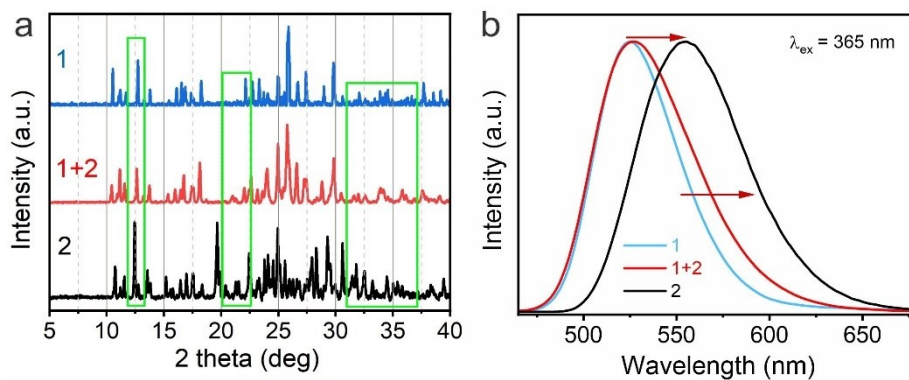 a
1
1+2
2
Intensity (a.u.)
5 10 15 20 25 30 35 40
2 theta (deg)
b
λex = 365 nm
1
1+2
2
Intensity (a.u.)
500 550 600 650
Wavelength (nm)